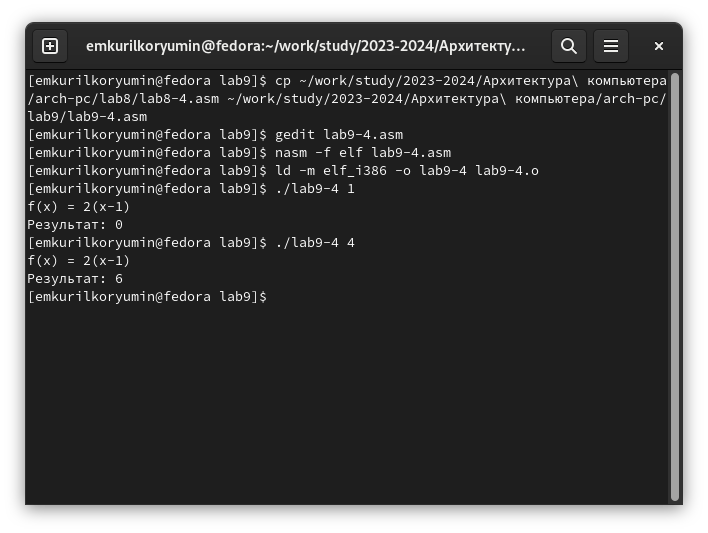 emkurilkoryumin@fedora:~/work/study/2023-2024/Архитекту...
[emkurilkoryumin@fedora lab9]$ cp ~/work/study/2023-2024/Архитектура\ компьютера
/arch-pc/lab8/lab8-4.asm ~/work/study/2023-2024/Архитектура\ компьютера/arch-pc/
lab9/lab9-4.asm
[emkurilkoryumin@fedora lab9]$ gedit lab9-4.asm
[emkurilkoryumin@fedora lab9]$ nasm -f elf lab9-4.asm
[emkurilkoryumin@fedora lab9]$ ld -m elf_i386 -o lab9-4 lab9-4.o
[emkurilkoryumin@fedora lab9]$ ./lab9-4 1
f(x) = 2(x-1)
Результат: 0
[emkurilkoryumin@fedora lab9]$ ./lab9-4 4
f(x) = 2(x-1)
Результат: 6
[emkurilkoryumin@fedora lab9]$